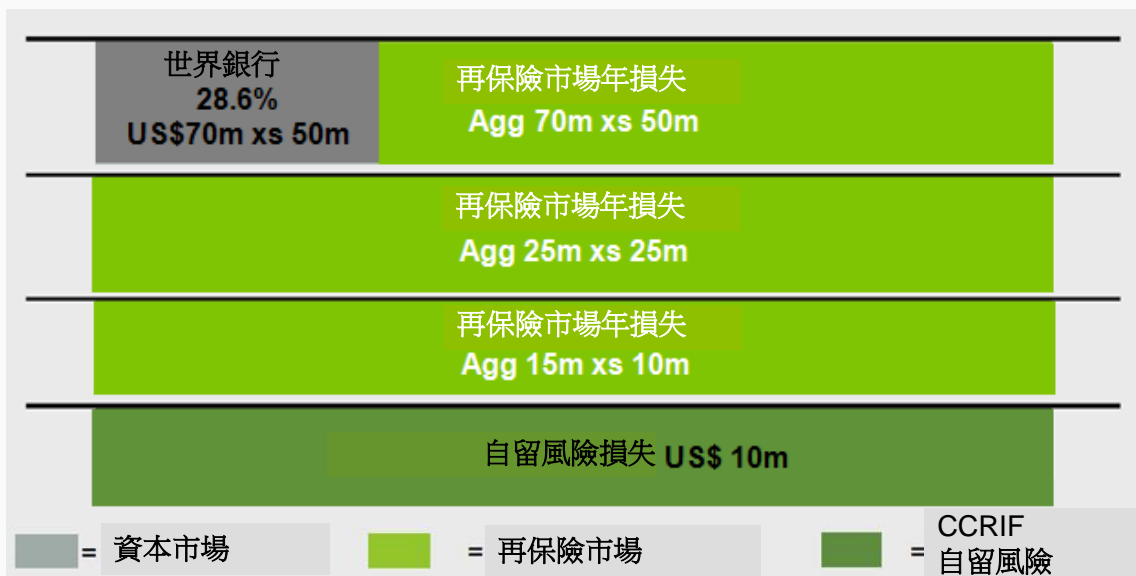 世界銀行
28.6%
US$70m xs 50m
再保險市場年損失
Agg 70m xs 50m
再保險市場年損失
Agg 25m xs 25m
再保險市場年損失
Agg 15m xs 10m
自留風險損失 US$ 10m
= 資本市場
= 再保險市場
= CCRIF
自留風險